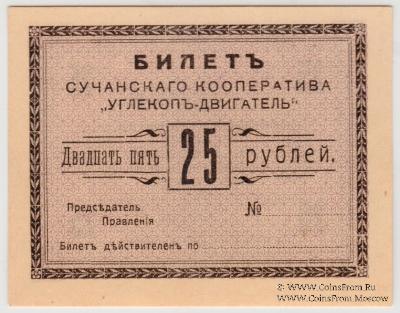 БИЛЕТЪ
СУЧАНСКАГО КООПЕРАТИВА
„УГЛЕКОПЪ-ДВИГАТЕЛЬ“
Двадцать пять 25 рублей.
Предсѣдатель
Правленія
№
Билетъ дѣйствителенъ по
© www.CoinsFrom.Ru
www.CoinsFrom.Moscow